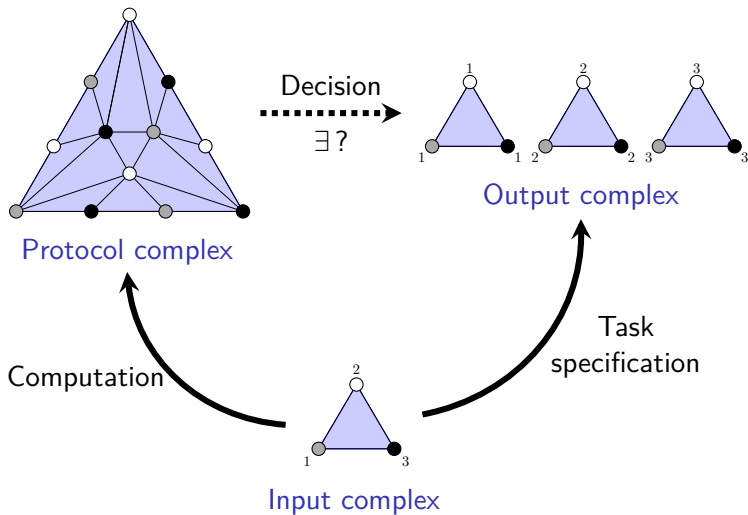 Decision
∃ ?
1
2
3
1
1
2
2
3
3
Output complex
Protocol complex
Task
specification
Computation
2
1
3
Input complex